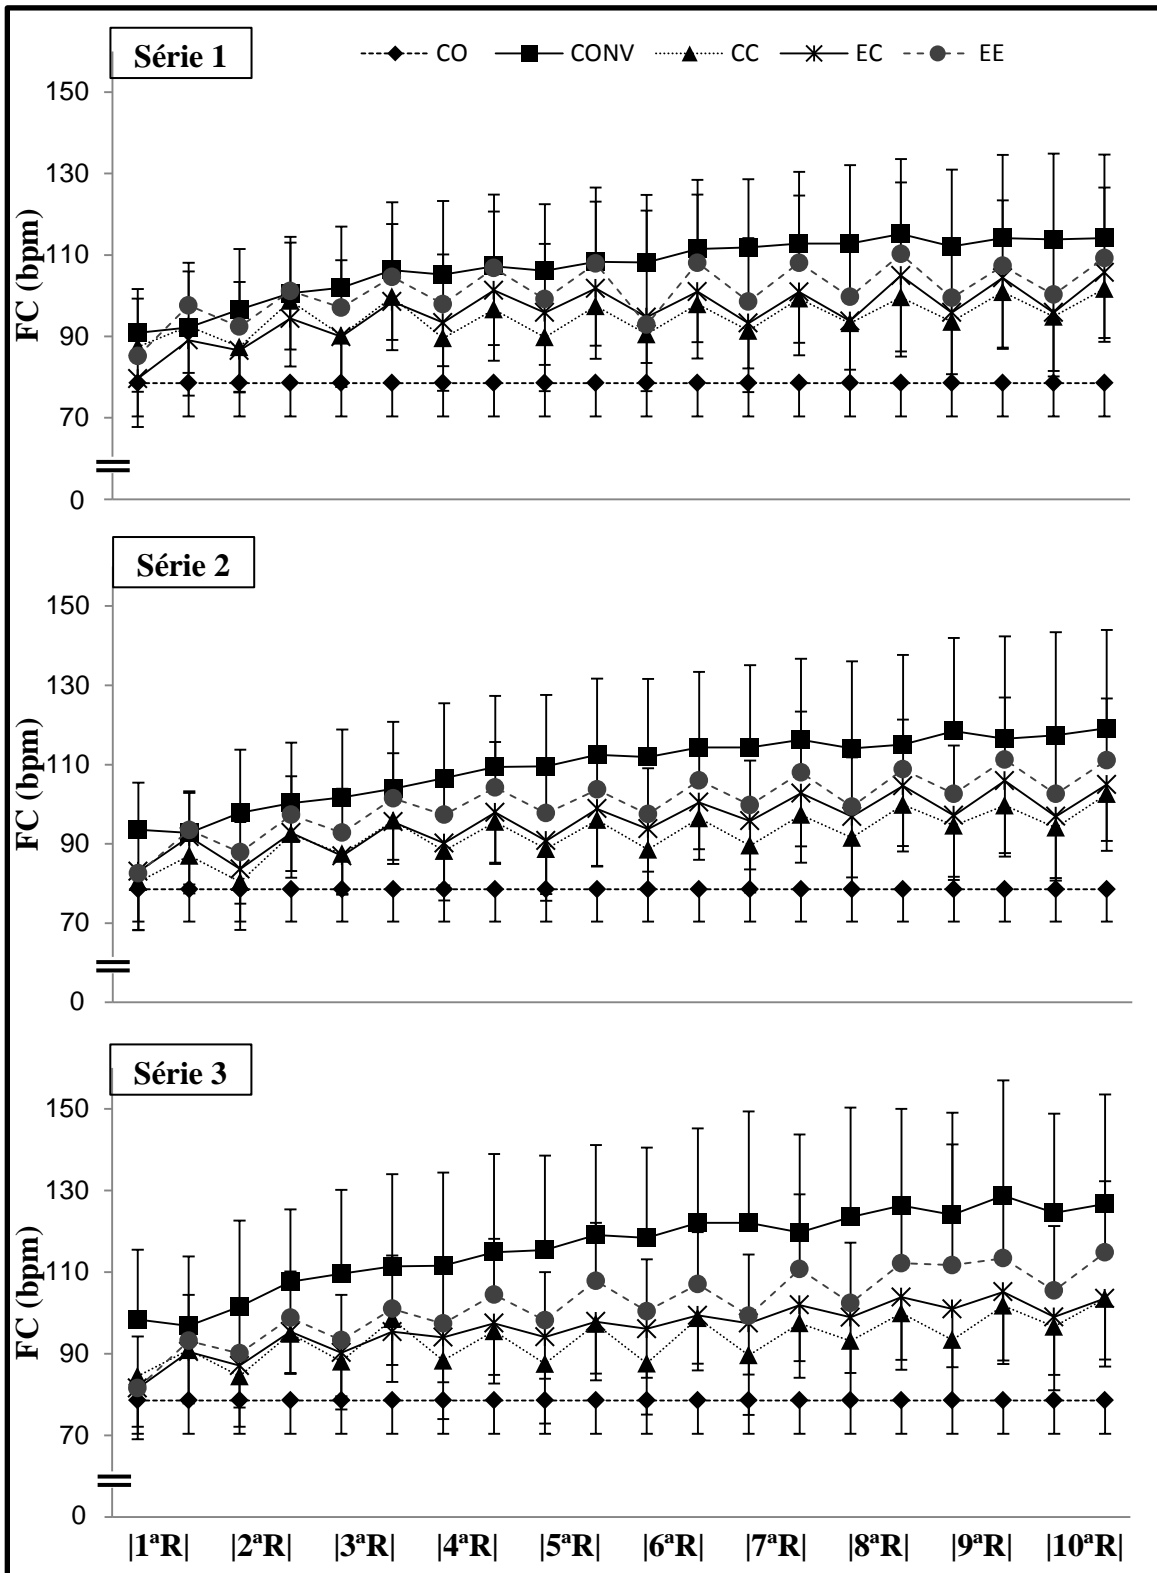 Série 1
CO CONV CC EC EE
150
130
110
90
70
0
FC (bpm)
Série 2
150
130
110
90
70
0
FC (bpm)
Série 3
150
130
110
90
70
0
FC (bpm)
|1ªR| |2ªR| |3ªR| |4ªR| |5ªR| |6ªR| |7ªR| |8ªR| |9ªR| |10ªR|